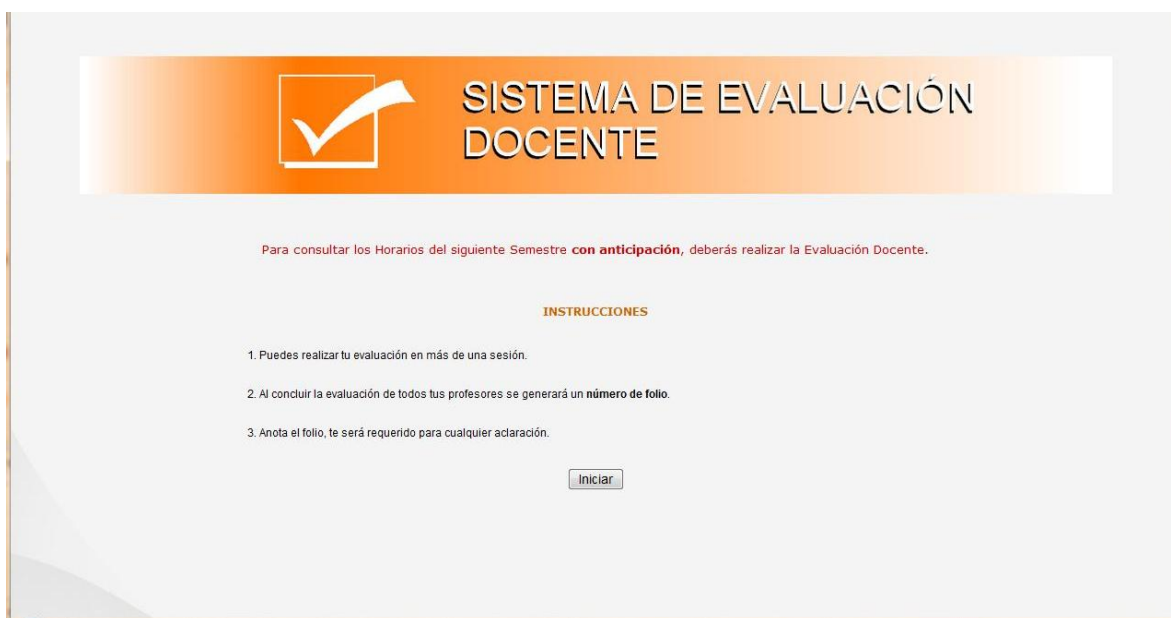 SISTEMA DE EVALUACIÓN
DOCENTE
Para consultar los Horarios del siguiente Semestre con anticipación, deberás realizar la Evaluación Docente.
INSTRUCCIONES
1. Puedes realizar tu evaluación en más de una sesión.
2. Al concluir la evaluación de todos tus profesores se generará un número de folio.
3. Anota el folio, te será requerido para cualquier aclaración.
Iniciar